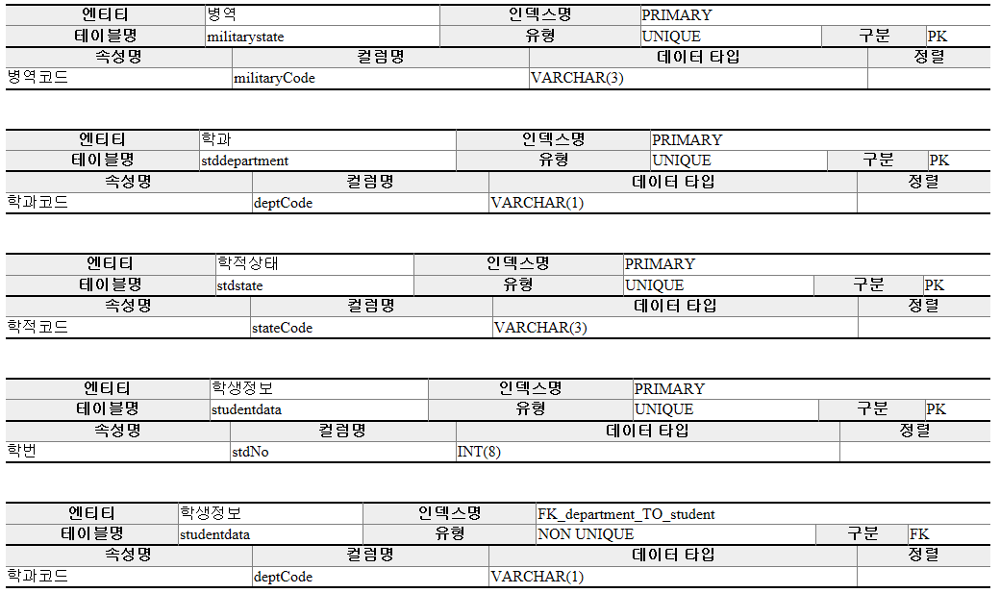 엔티티 병역 인덱스명 PRIMARY
테이블명 militarystate 유형 UNIQUE 구분 PK
속성명 컬럼명 데이터 타입 정렬
병역코드 militaryCode VARCHAR(3)
엔티티 학과 인덱스명 PRIMARY
테이블명 stddepartment 유형 UNIQUE 구분 PK
속성명 컬럼명 데이터 타입 정렬
학과코드 deptCode VARCHAR(1)
엔티티 학적상태 인덱스명 PRIMARY
테이블명 stdstate 유형 UNIQUE 구분 PK
속성명 컬럼명 데이터 타입 정렬
학적코드 stateCode VARCHAR(3)
엔티티 학생정보 인덱스명 PRIMARY
테이블명 studentdata 유형 UNIQUE 구분 PK
속성명 컬럼명 데이터 타입 정렬
학번 stdNo INT(8)
엔티티 학생정보 인덱스명 FK_department_TO_student
테이블명 studentdata 유형 NON UNIQUE 구분 FK
속성명 컬럼명 데이터 타입 정렬
학과코드 deptCode VARCHAR(1)